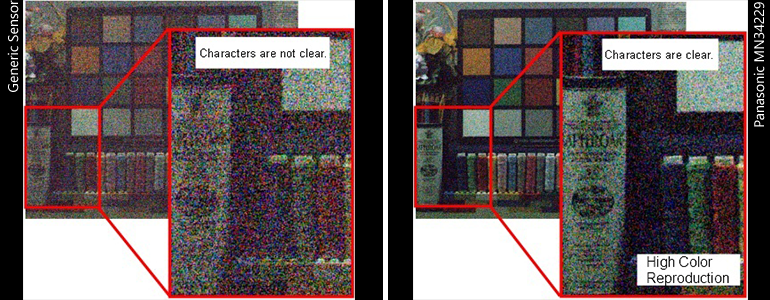 Generic Sensor
Characters are not clear.
Characters are clear.
High Color
Reproduction
Panasonic MN34229